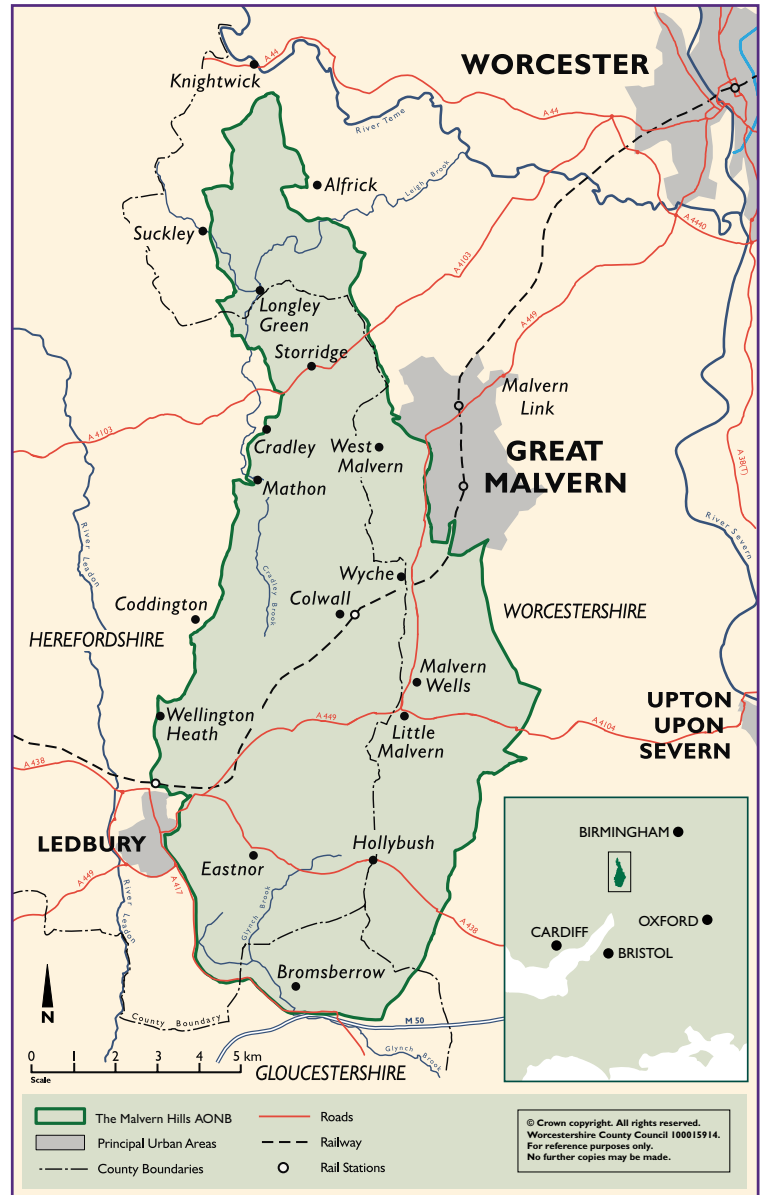 A44
WORCESTER
Knightwick
River Teme
A44
Alfrick
Leigh Brook
Suckley
A4103
A4440
Longley
Green
A449
Storridge
Malvern
Link
A4103
Cradley
West
Malvern
GREAT
MALVERN
A38(T)
Mathon
River Leadon
River Severn
Cradley Brook
Wyche
Coddington
Colwall
WORCESTERSHIRE
HEREFORDSHIRE
Malvern
Wells
Wellington
Heath
A449
Little
Malvern
A4104
UPTON
UPON
SEVERN
A438
LEDBURY
Hollybush
Eastnor
A449
A417
River Leadon
Glynch Brook
A438
Bromsberrow
N
County Boundary
M 50
Glynch Brook
0 1 2 3 4 5 km
Scale
GLOUCESTERSHIRE
BIRMINGHAM
OXFORD
CARDIFF
BRISTOL
The Malvern Hills AONB
Principal Urban Areas
County Boundaries
Roads
Railway
Rail Stations
© Crown copyright. All rights reserved.
Worcestershire County Council 100015914.
For reference purposes only.
No further copies may be made.